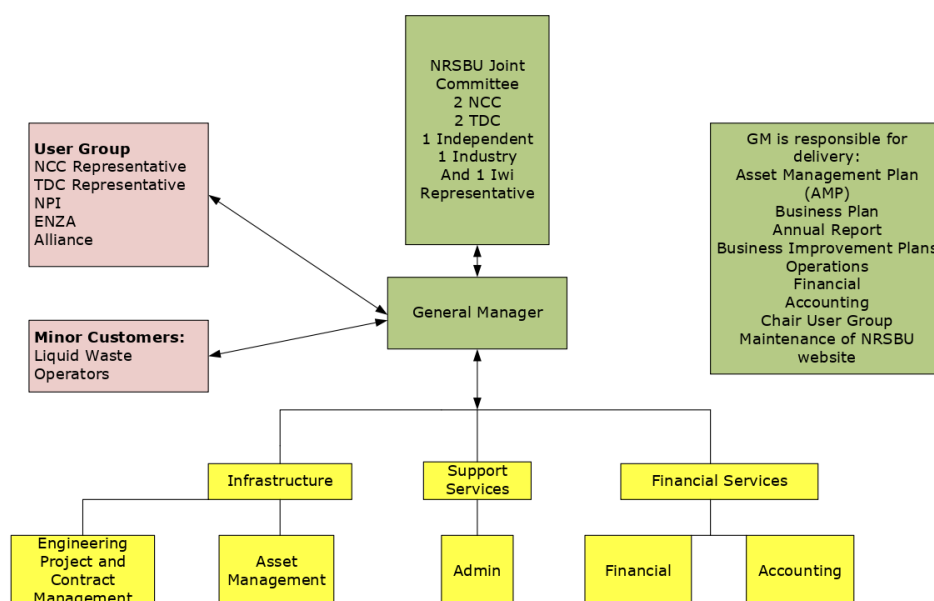 NRSBU Joint
Committee
2 NCC
2 TDC
1 Independent
1 Industry
And 1 Iwi
Representative
User Group
NCC Representative
TDC Representative
NPI
ENZA
Alliance
GM is responsible for
delivery:
Asset Management Plan
(AMP)
Business Plan
Annual Report
Business Improvement Plans
Operations
Financial
Accounting
Chair User Group
Maintenance of NRSBU
website
General Manager
Minor Customers:
Liquid Waste
Operators
Infrastructure
Support
Services
Financial Services
Engineering
Project and
Contract
Management
Asset
Management
Admin
Financial
Accounting